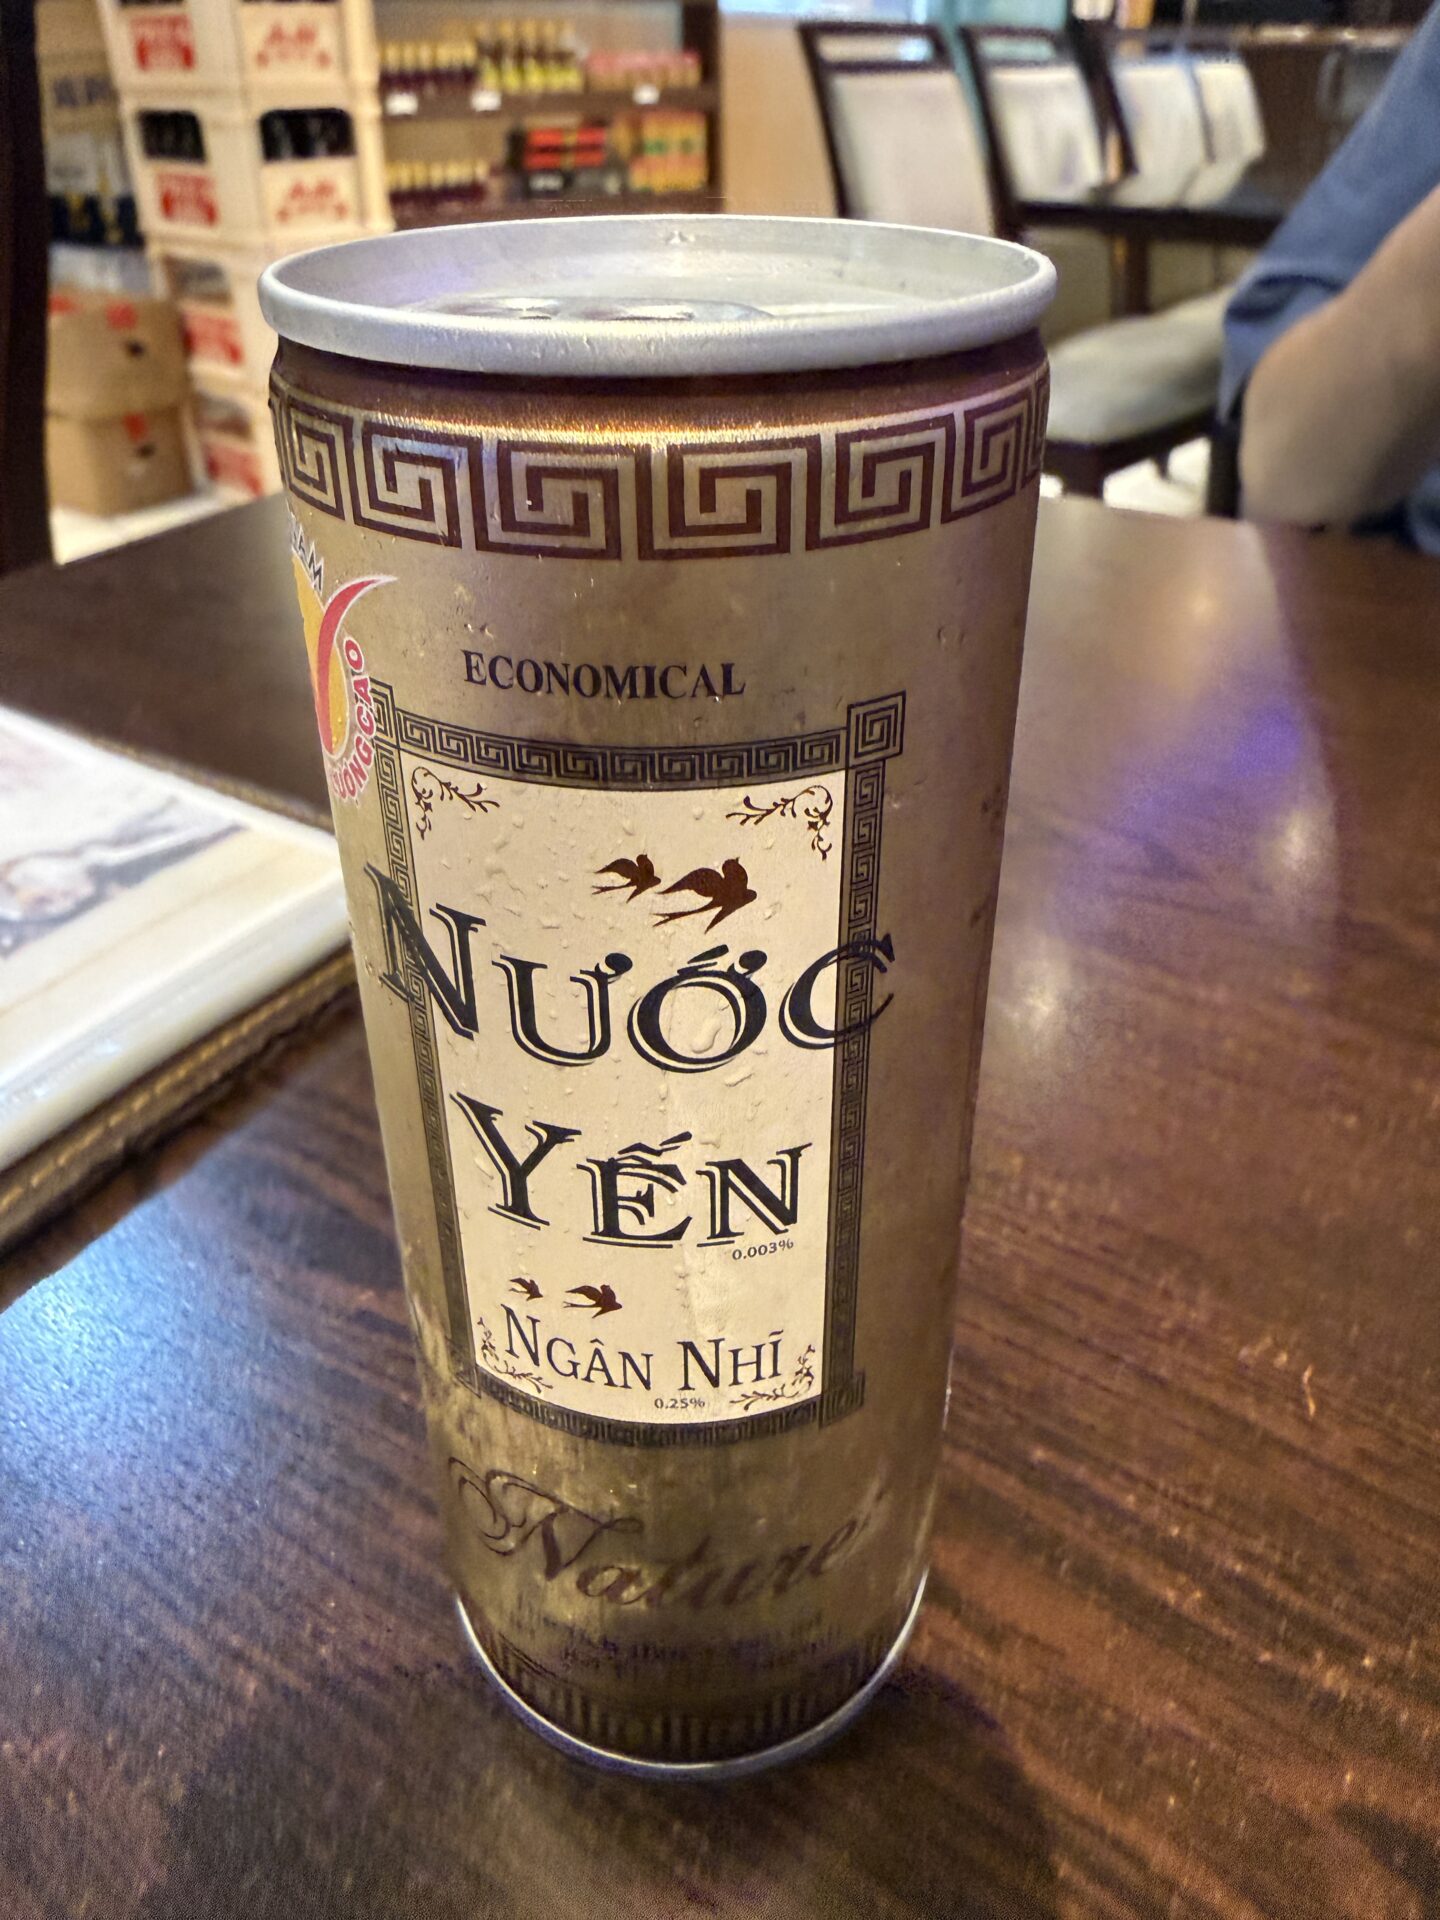 ECONOMICAL
NƯỚC
YẾN
0.003%
NGÂN NHĨ
0.25%
Nature